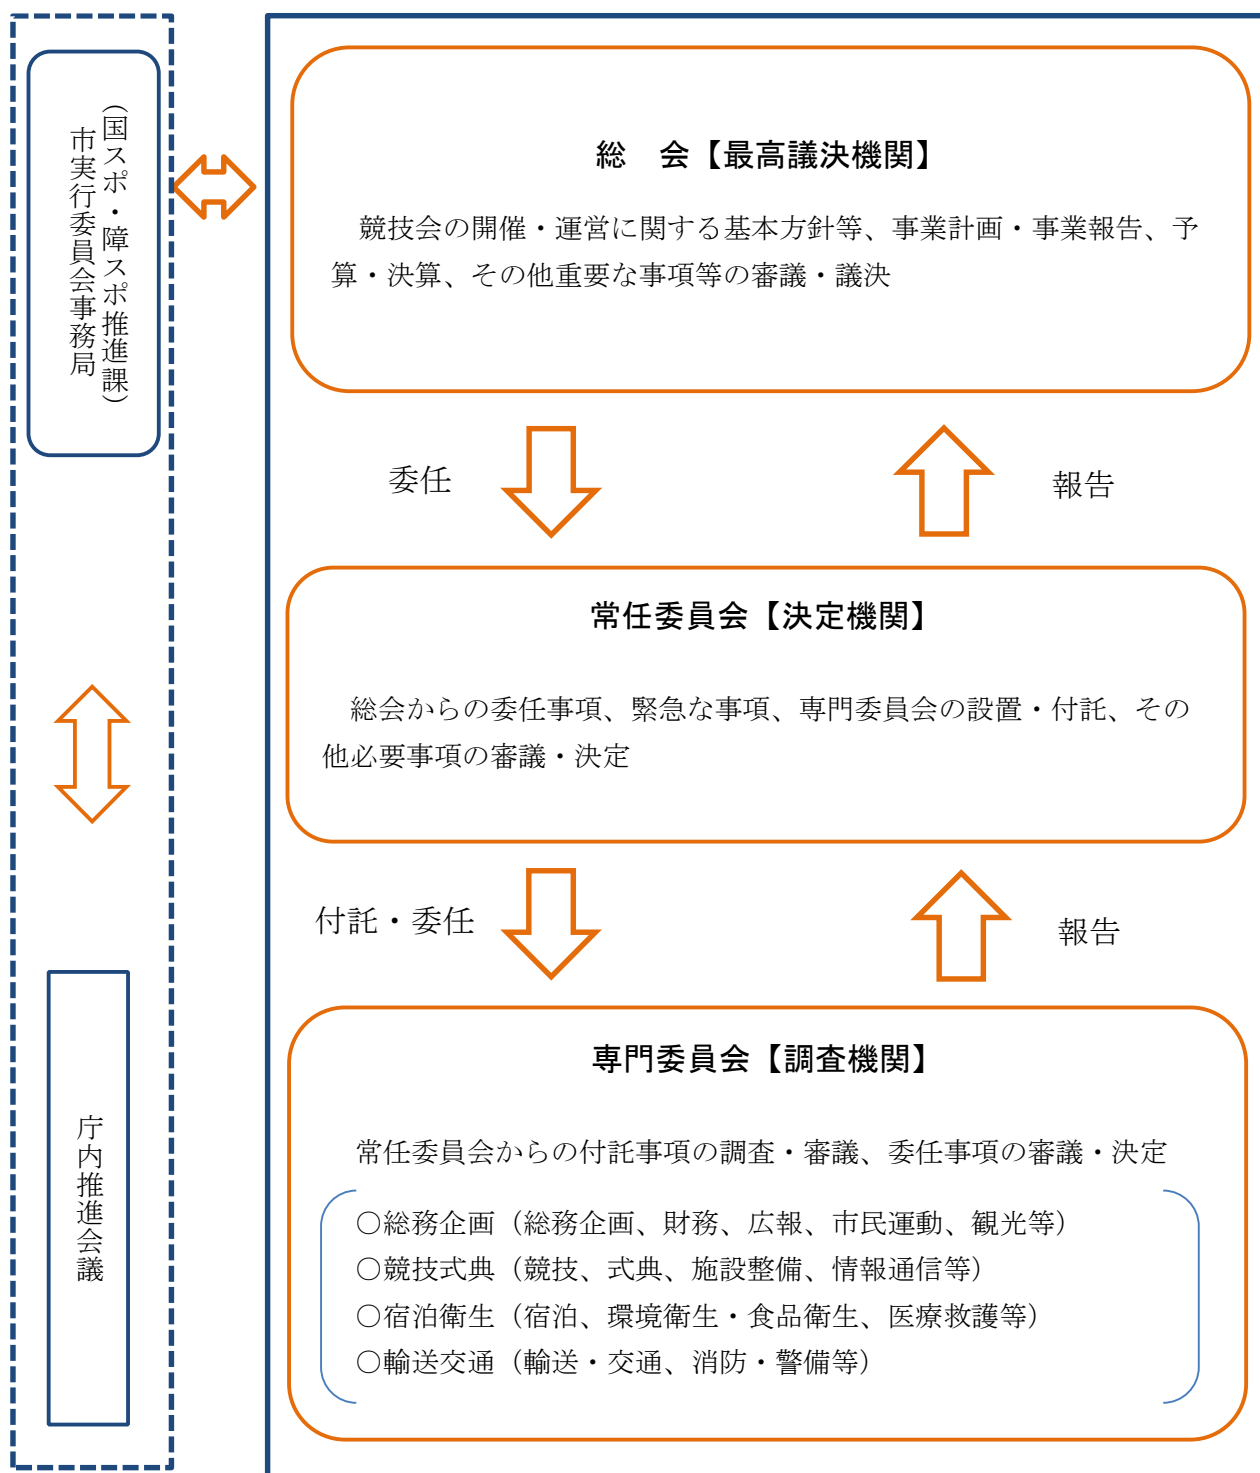 市実行委員会事務局
（国スポ・障スポ推進課）
庁内推進会議
総　会【最高議決機関】
競技会の開催・運営に関する基本方針等、事業計画・事業報告、予
算・決算、その他重要な事項等の審議・議決
委任
報告
常任委員会【決定機関】
総会からの委任事項、緊急な事項、専門委員会の設置・付託、その
他必要事項の審議・決定
付託・委任
報告
専門委員会【調査機関】
常任委員会からの付託事項の調査・審議、委任事項の審議・決定
○総務企画（総務企画、財務、広報、市民運動、観光等）
○競技式典（競技、式典、施設整備、情報通信等）
○宿泊衛生（宿泊、環境衛生・食品衛生、医療救護等）
○輸送交通（輸送・交通、消防・警備等）